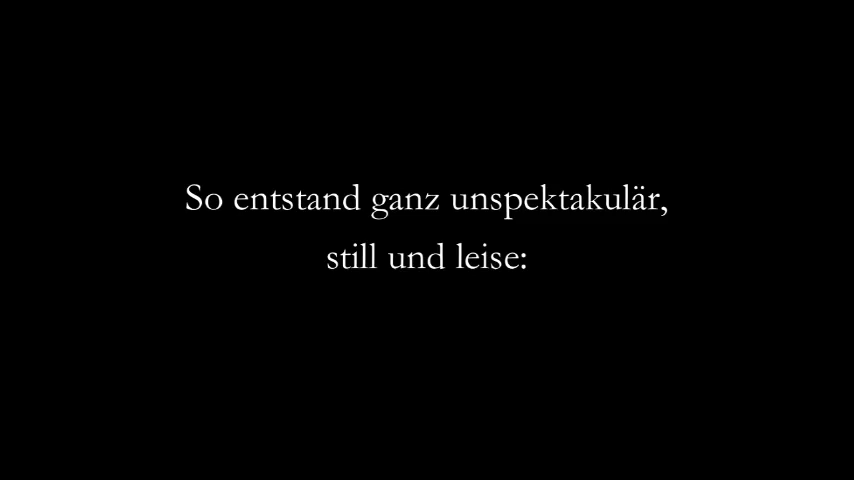 So entstand ganz unspektakulär,
still und leise: